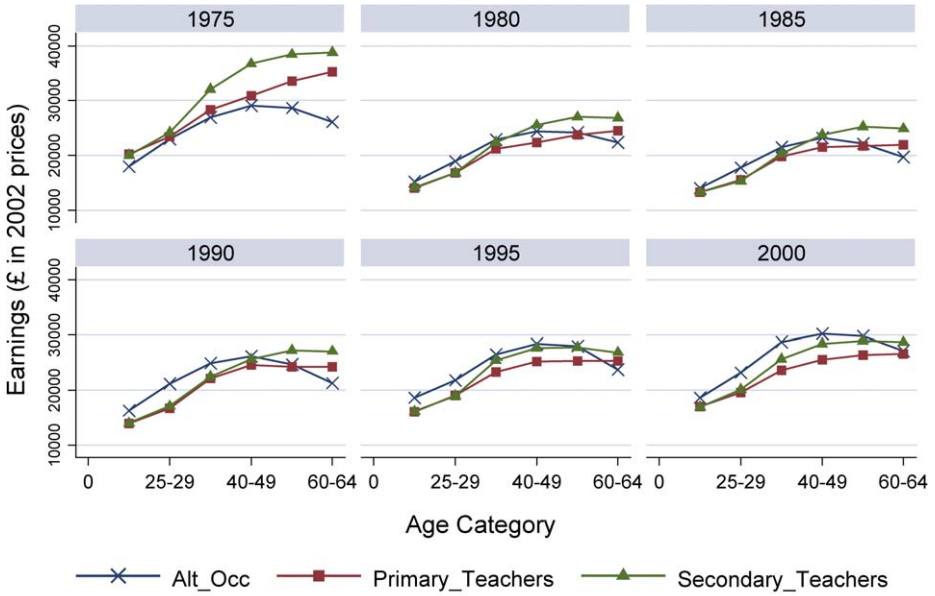 1975 1980 1985
40000
30000
20000
10000
1990 1995 2000
40000
30000
20000
10000
Earnings (£ in 2002 prices)
0 25-29 40-49 60-64 0 25-29 40-49 60-64 0 25-29 40-49 60-64
Age Category
Alt_Occ Primary_Teachers Secondary_Teachers